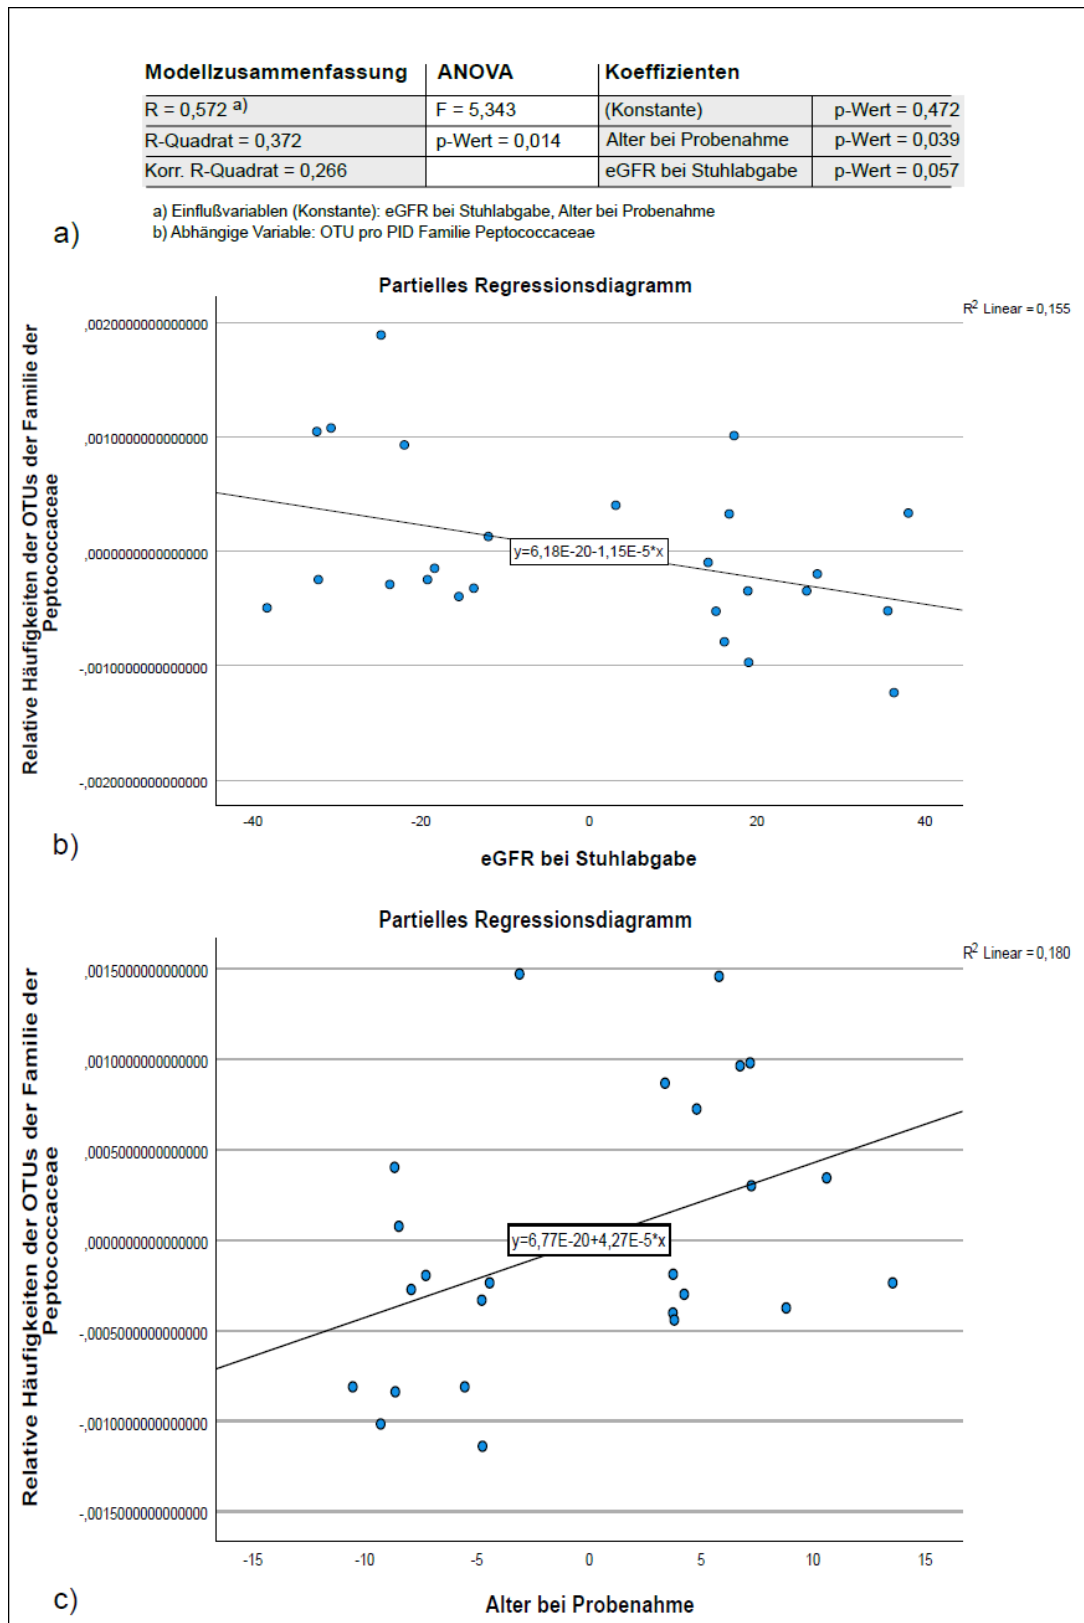 Modellzusammenfassung ANOVA Koeffizienten
R = 0,572 a) F = 5,343 (Konstante) p-Wert = 0,472
R-Quadrat = 0,372 p-Wert = 0,014 Alter bei Probenahme p-Wert = 0,039
Korr. R-Quadrat = 0,266 eGFR bei Stuhlabgabe p-Wert = 0,057
a) Einflußvariablen (Konstante): eGFR bei Stuhlabgabe, Alter bei Probenahme
b) Abhängige Variable: OTU pro PID Familie Peptococcaceae
a)
Partielles Regressionsdiagramm
R2 Linear = 0,155
Relative Häufigkeiten der OTUs der Familie der
Peptococcaceae
,0020000000000000
,0010000000000000
,0000000000000000
-,0010000000000000
-,0020000000000000
y=6,18E-20-1,15E-5*x
-40 -20 0 20 40
eGFR bei Stuhlabgabe
b)
Partielles Regressionsdiagramm
R2 Linear = 0,180
Relative Häufigkeiten der OTUs der Familie der
Peptococcaceae
,0015000000000000
,0010000000000000
,0005000000000000
,0000000000000000
-,0005000000000000
-,0010000000000000
-,0015000000000000
y=6,77E-20+4,27E-5*x
-15 -10 -5 0 5 10 15
Alter bei Probenahme
c)